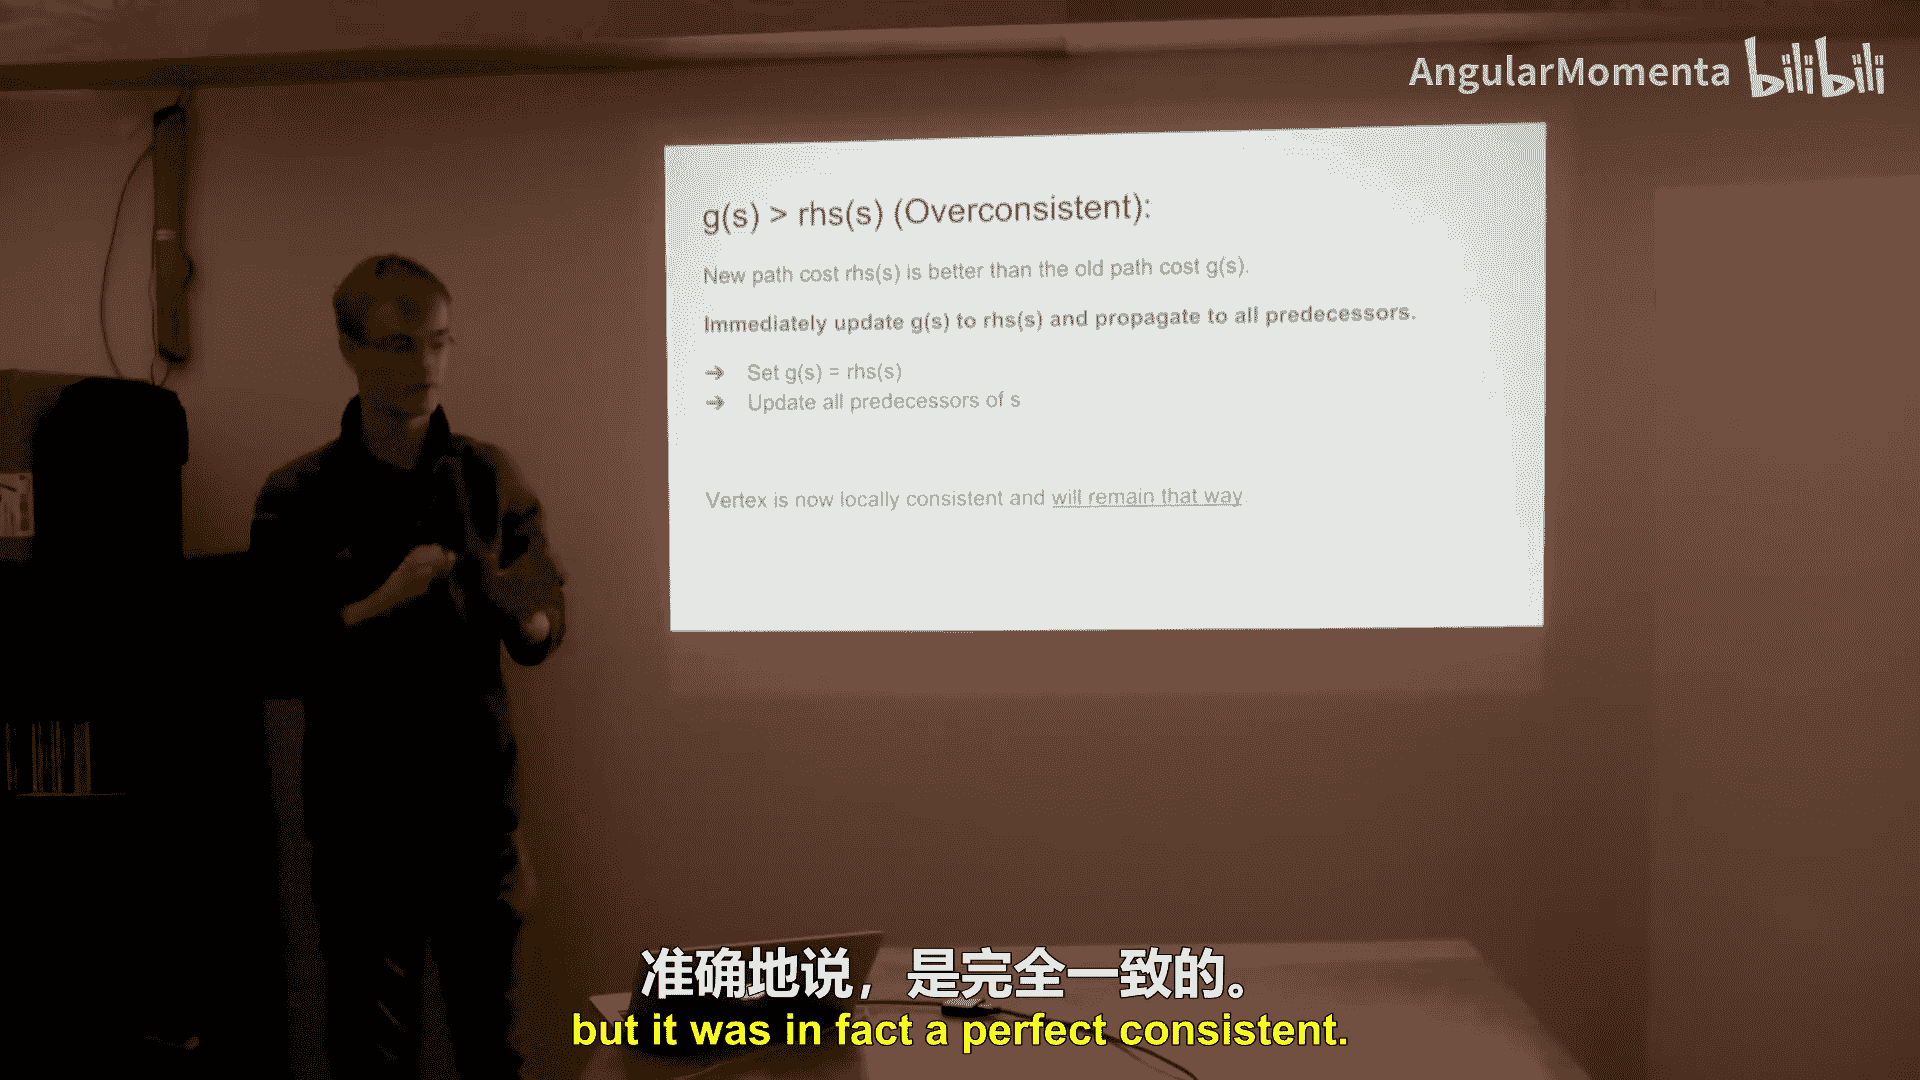 AngularMomenta bilibili
g(s) > rhs(s) (Overconsistent):
New path cost rhs(s) is better than the old path cost g(s).
Immediately update g(s) to rhs(s) and propagate to all predecessors.
➔ Set g(s) = rhs(s)
➔ Update all predecessors of s
Vertex is now locally consistent and will remain that way.
准确地说，是完全一致的。
but it was in fact a perfect consistent.